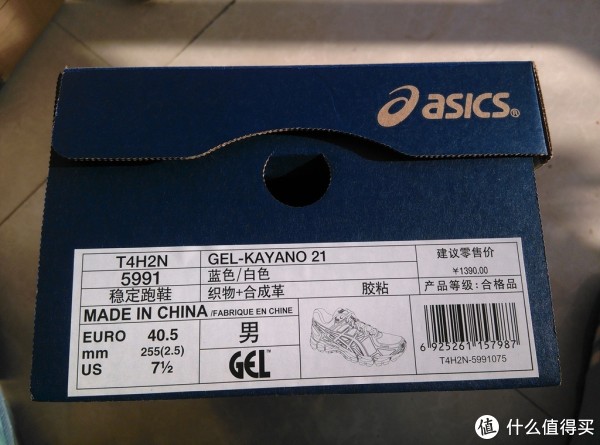 asics®
T4H2N
GEL-KAYANO 21
建议零售价
¥1390.00
5991
蓝色/白色
产品等级:合格品
稳定跑鞋
织物+合成革
胶粘
MADE IN CHINA /FABRIQUE EN CHINE
EURO 40.5
男
mm 255(2.5)
US 7½
GEL™
6 925261 157987
T4H2N-5991075
值 什么值得买